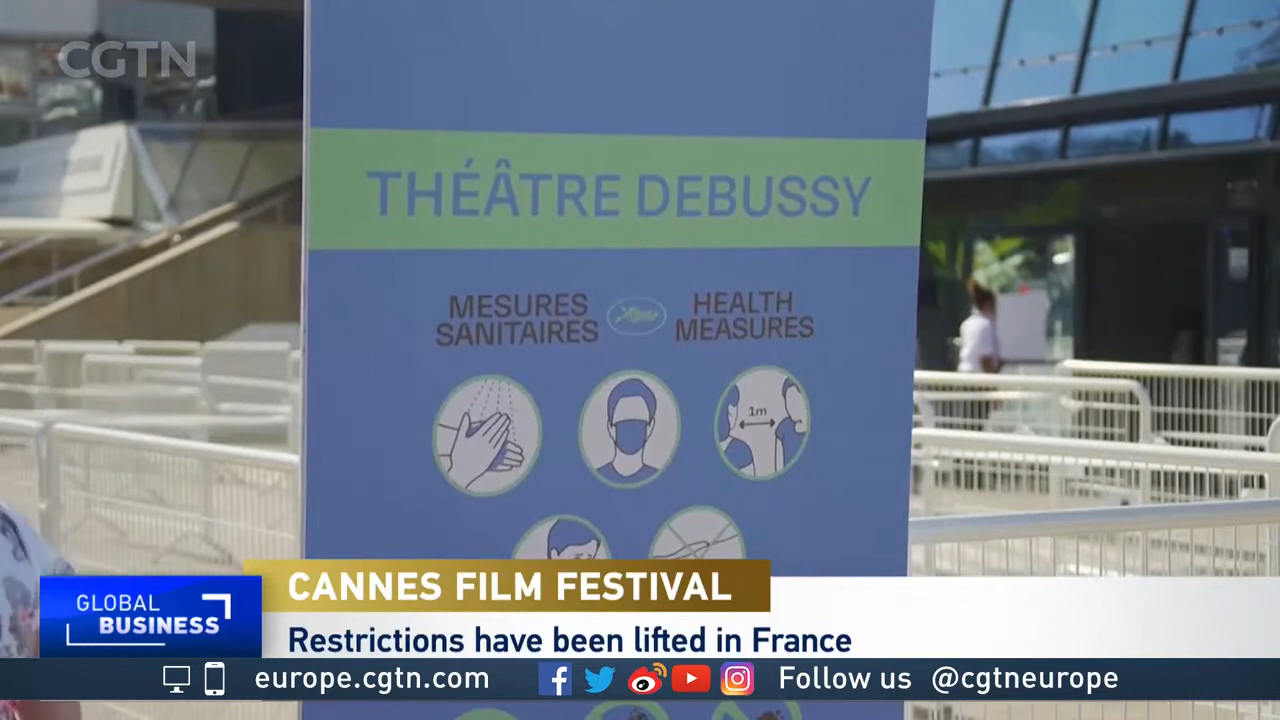 CGTN
THÉÂTRE DEBUSSY
MESURES
SANITAIRES
HEALTH
MEASURES
1m
CANNES FILM FESTIVAL
GLOBAL
BUSINESS
Restrictions have been lifted in France
europe.cgtn.com
Follow us @cgtneurope